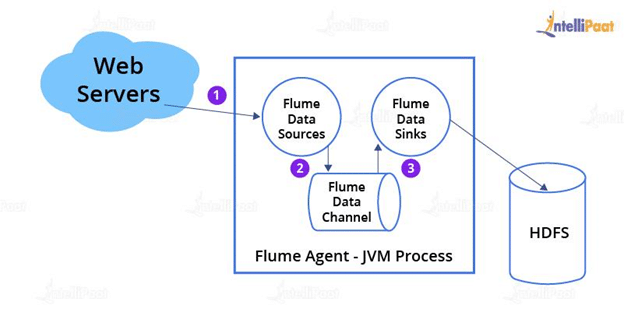 IntelliPaat
Web
Servers
1
Flume
Data
Sources
Flume
Data
Sinks
2
3
Flume
Data
Channel
HDFS
Flume Agent - JVM Process